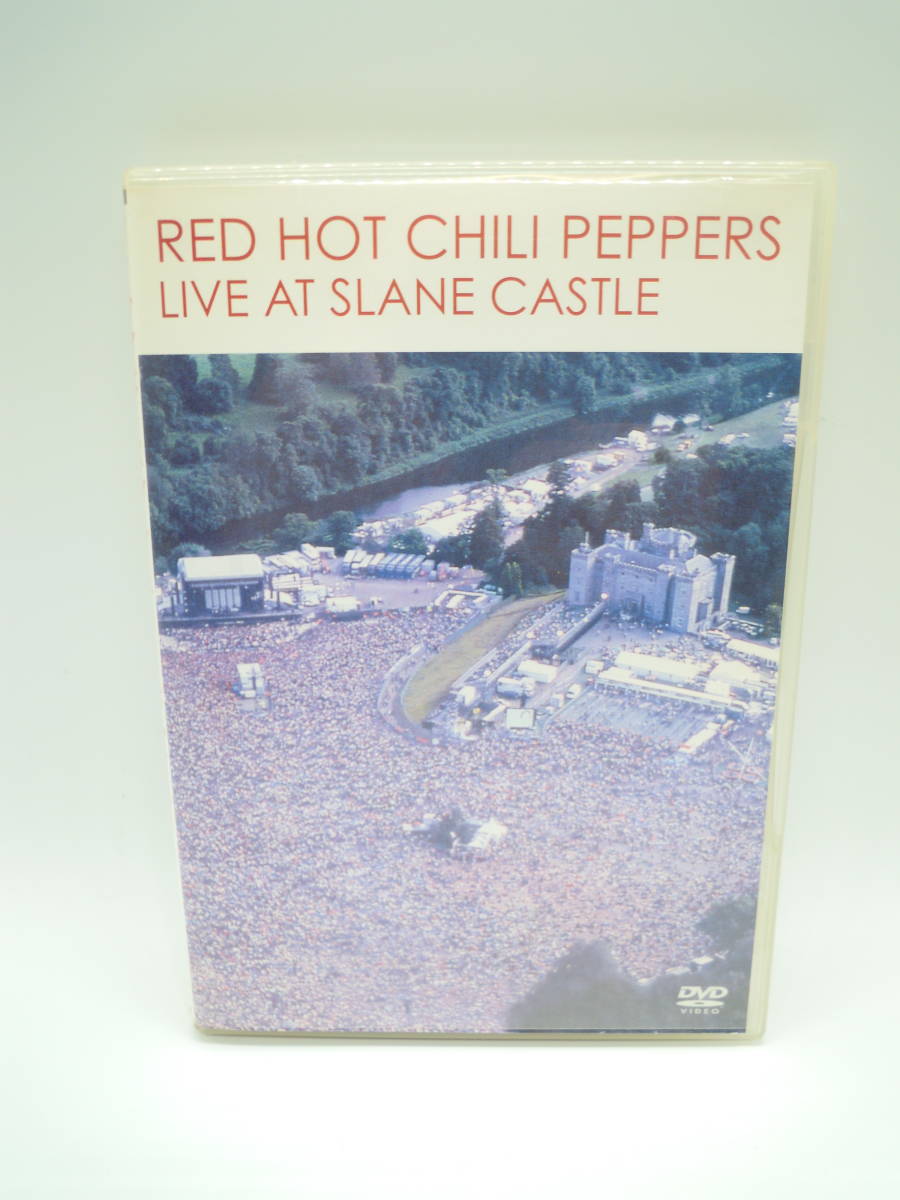 RED HOT CHILI PEPPERS
LIVE AT SLANE CASTLE
DVD
VIDEO